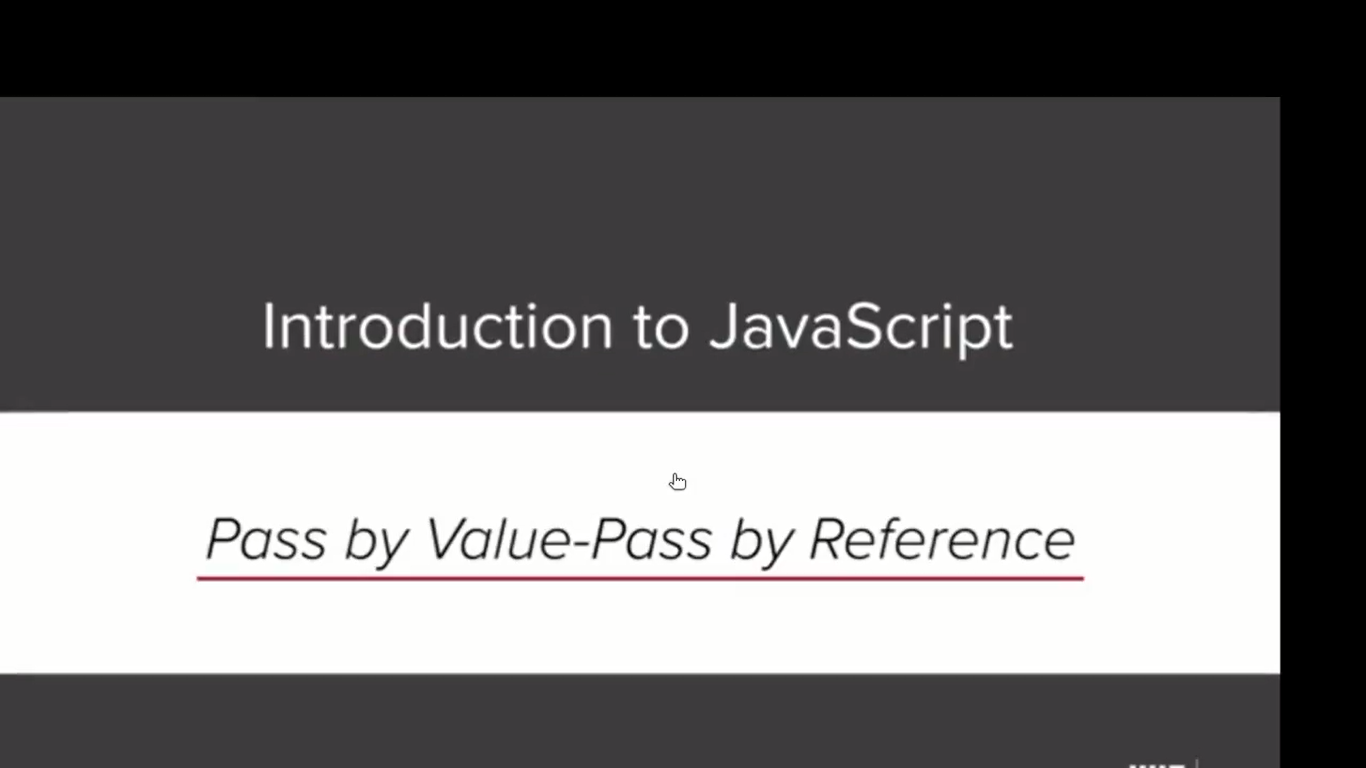 Introduction to JavaScript
Pass by Value-Pass by Reference